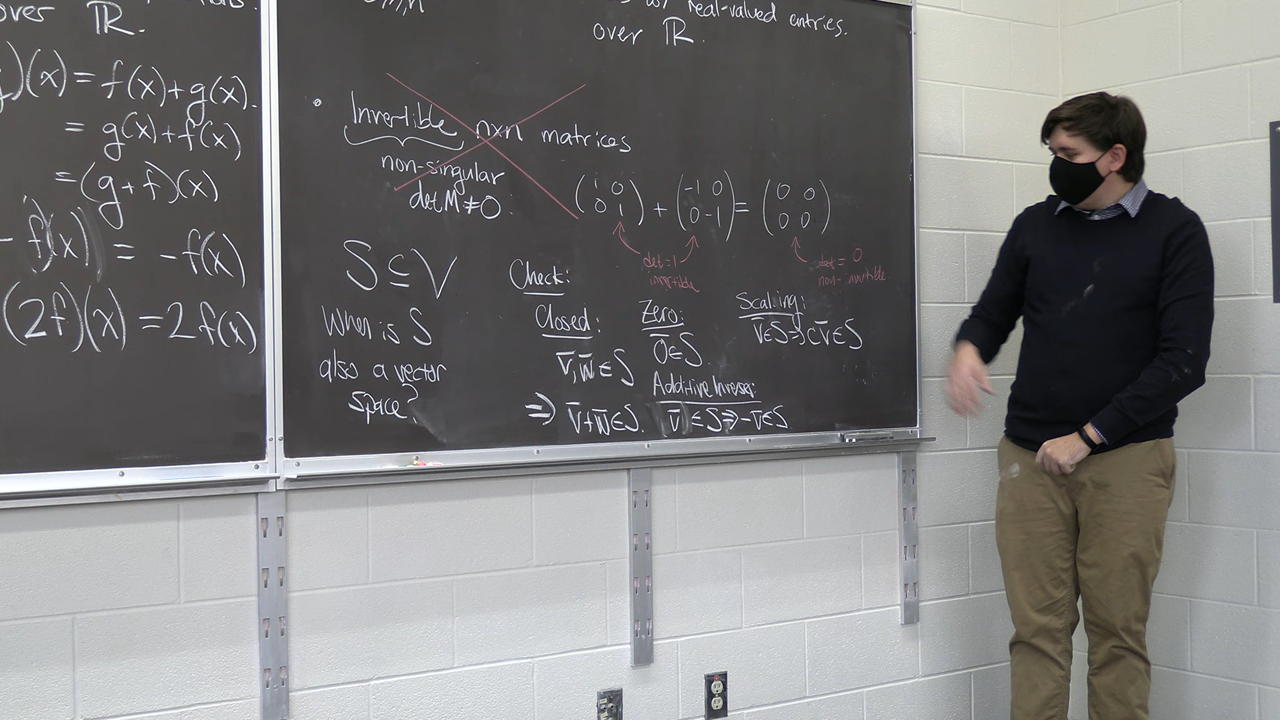 over ℝ.
)(x) = f(x)+g(x).
= g(x)+f(x)
=(g+f)(x)
- f(x)) = -f(x)
(2f)(x) = 2f(x)
real-valued entries.
over ℝ.
• Invertible n×n matrices
non-singular
det M ≠ 0.
(1 0) + (-1 0) = (0 0)
(0 1) (0 -1) (0 0)
det=1
invertible
det = 0
non-invertible
S ⊆ V
When is S
also a vector
space?
Check:
Closed:
v̄, w̄ ∈ S
⇒ v̄+w̄ ∈ S.
Zero:
0̄ ∈ S.
Additive Inverses:
v̄ ∈ S ⇒ -v̄ ∈ S
Scaling:
v̄ ∈ S ⇒ cv̄ ∈ S